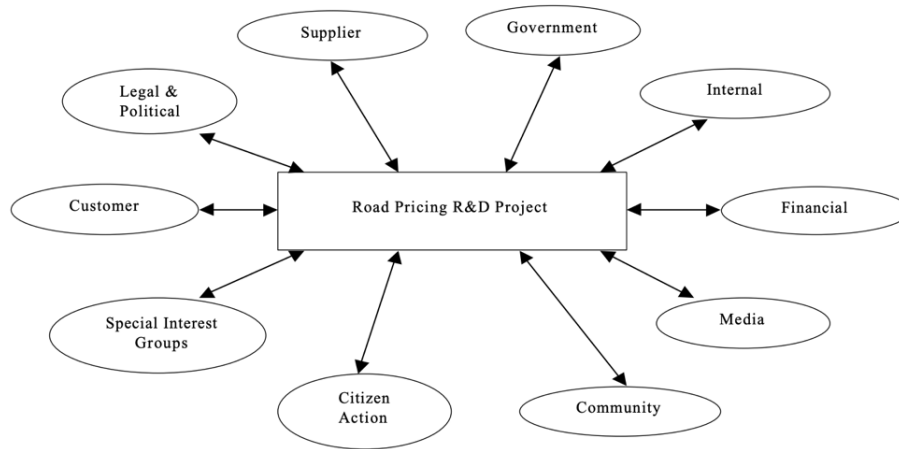 Supplier
Government
Legal &
Political
Internal
Customer
Road Pricing R&D Project
Financial
Special Interest
Groups
Media
Citizen
Action
Community